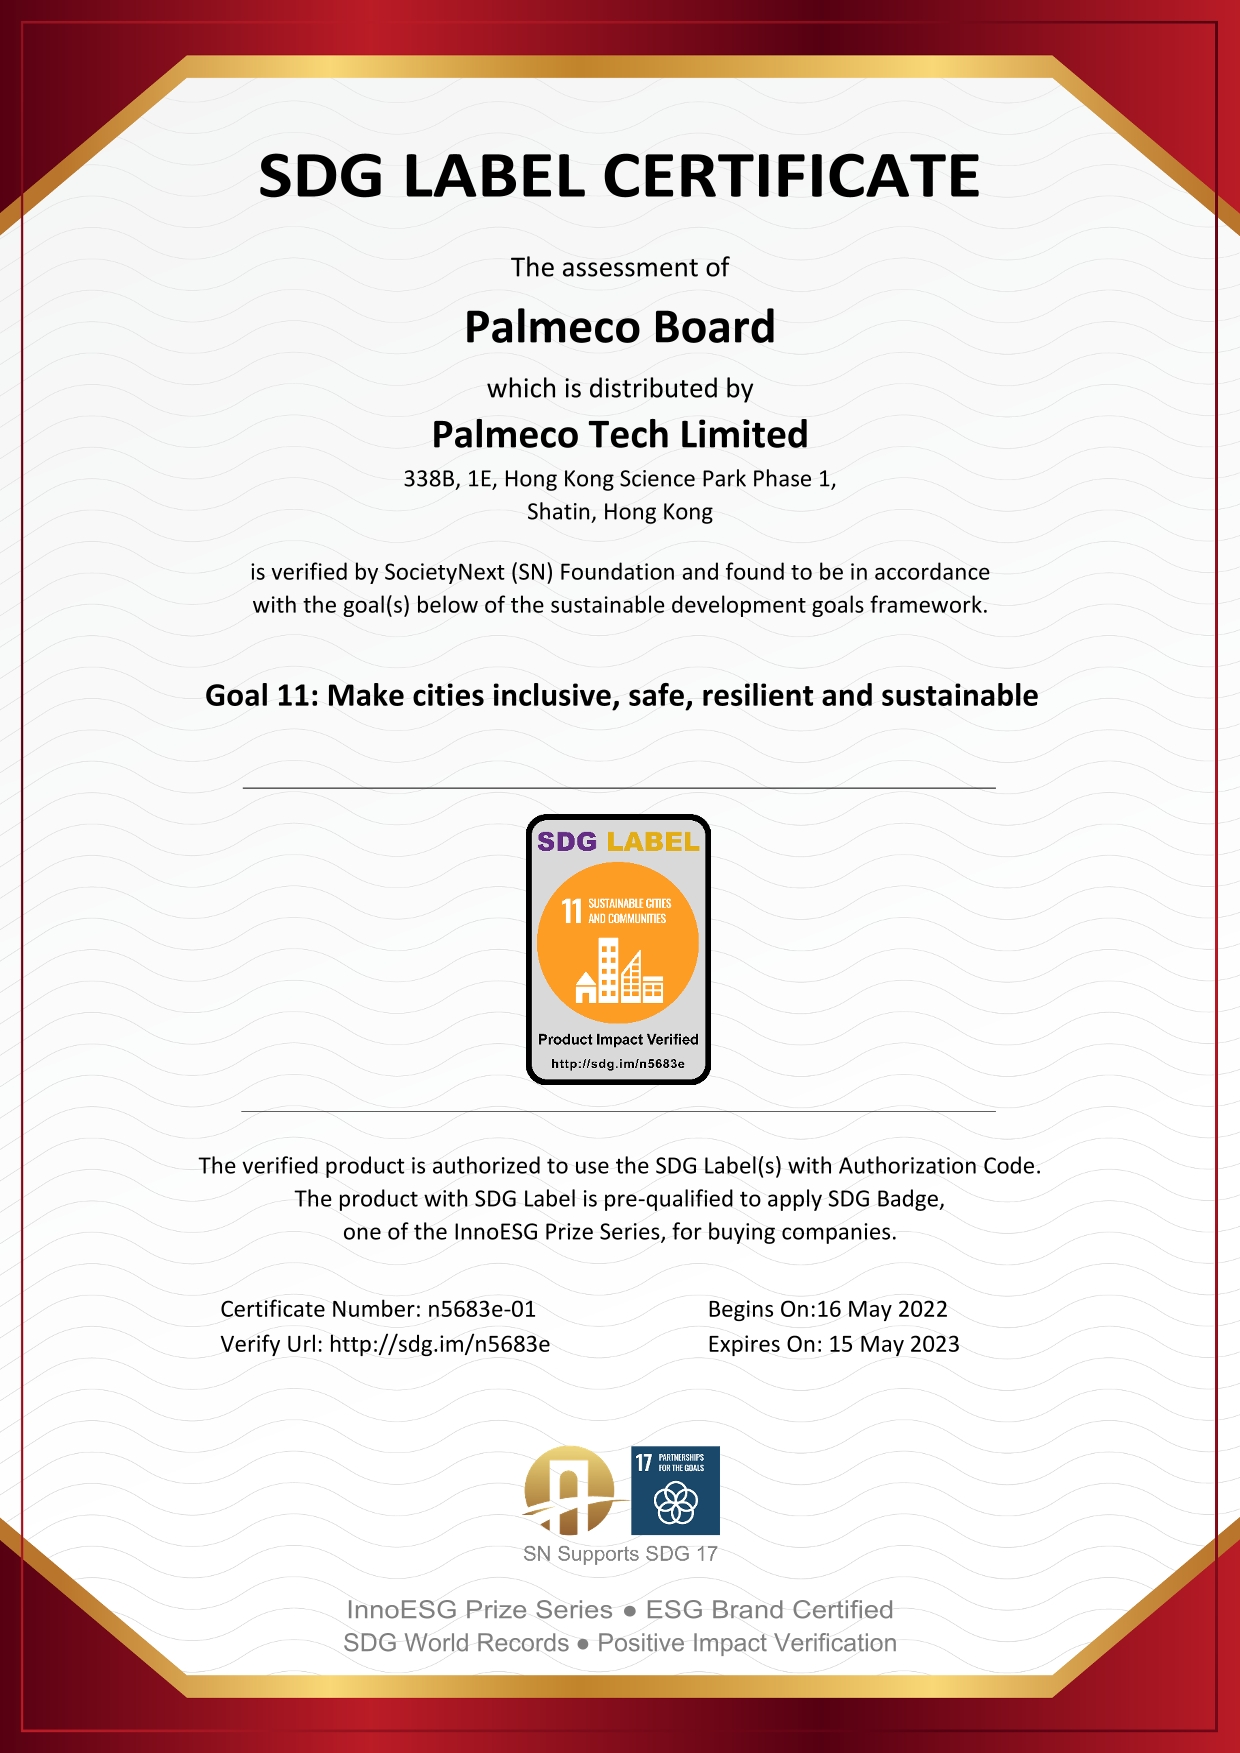 SDG LABEL CERTIFICATE
The assessment of
Palmeco Board
which is distributed by
Palmeco Tech Limited
338B, 1E, Hong Kong Science Park Phase 1,
Shatin, Hong Kong
is verified by SocietyNext (SN) Foundation and found to be in accordance
with the goal(s) below of the sustainable development goals framework.
Goal 11: Make cities inclusive, safe, resilient and sustainable
SDG LABEL
11 SUSTAINABLE CITIES
AND COMMUNITIES
Product Impact Verified
http://sdg.im/n5683e
The verified product is authorized to use the SDG Label(s) with Authorization Code.
The product with SDG Label is pre-qualified to apply SDG Badge,
one of the InnoESG Prize Series, for buying companies.
Certificate Number: n5683e-01
Verify Url: http://sdg.im/n5683e
Begins On:16 May 2022
Expires On: 15 May 2023
17 PARTNERSHIPS
FOR THE GOALS
SN Supports SDG 17
InnoESG Prize Series ● ESG Brand Certified
SDG World Records ● Positive Impact Verification